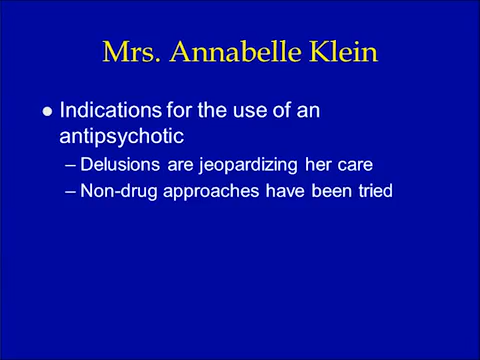 Mrs. Annabelle Klein
● Indications for the use of an
antipsychotic
– Delusions are jeopardizing her care
– Non-drug approaches have been tried